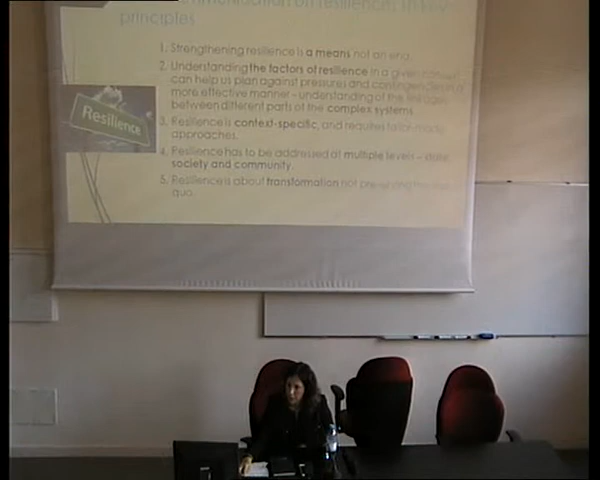 Communication on resilience: 
principles
1. Strengthening resilience is a means not an end.
2. Understanding the factors of resilience in a given context
can help us plan against pressures and contingencies in a
more effective manner – understanding of the linkages
between different parts of the complex systems
3. Resilience is context-specific, and requires tailor-made
approaches.
4. Resilience has to be addressed at multiple levels – state,
society and community.
5. Resilience is about transformation not preserving the status
quo.
Resilience